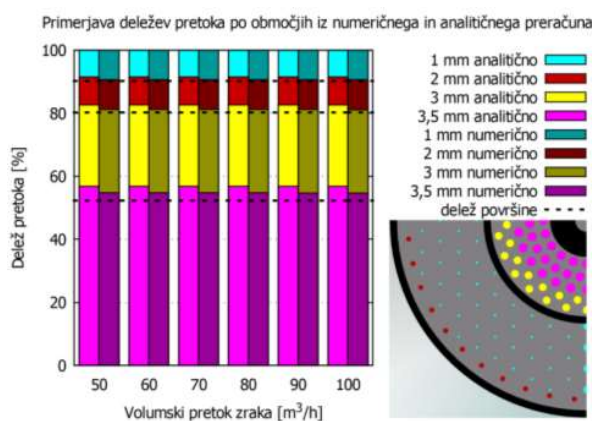 Primerjava deležev pretoka po območjih iz numeričnega in analitičnega preračuna
100
80
60
40
20
0
Delež pretoka [%]
50 60 70 80 90 100
Volumski pretok zraka [m³/h]
1 mm analitično
2 mm analitično
3 mm analitično
3,5 mm analitično
1 mm numerično
2 mm numerično
3 mm numerično
3,5 mm numerično
delež površine